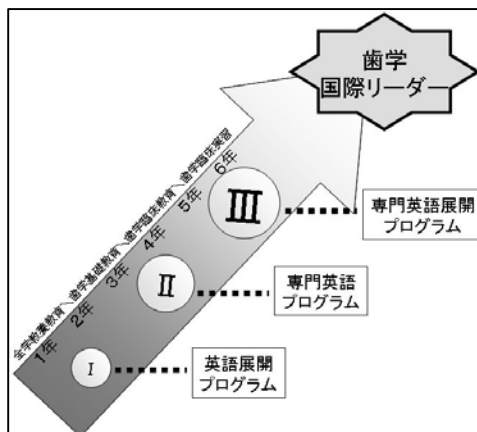 歯学
国際リーダー
全学教養教育
歯学基礎教育
歯学臨床教育
歯学臨床実習
1年
2年
3年
4年
5年
6年
III
専門英語展開
プログラム
II
専門英語
プログラム
I
英語展開
プログラム